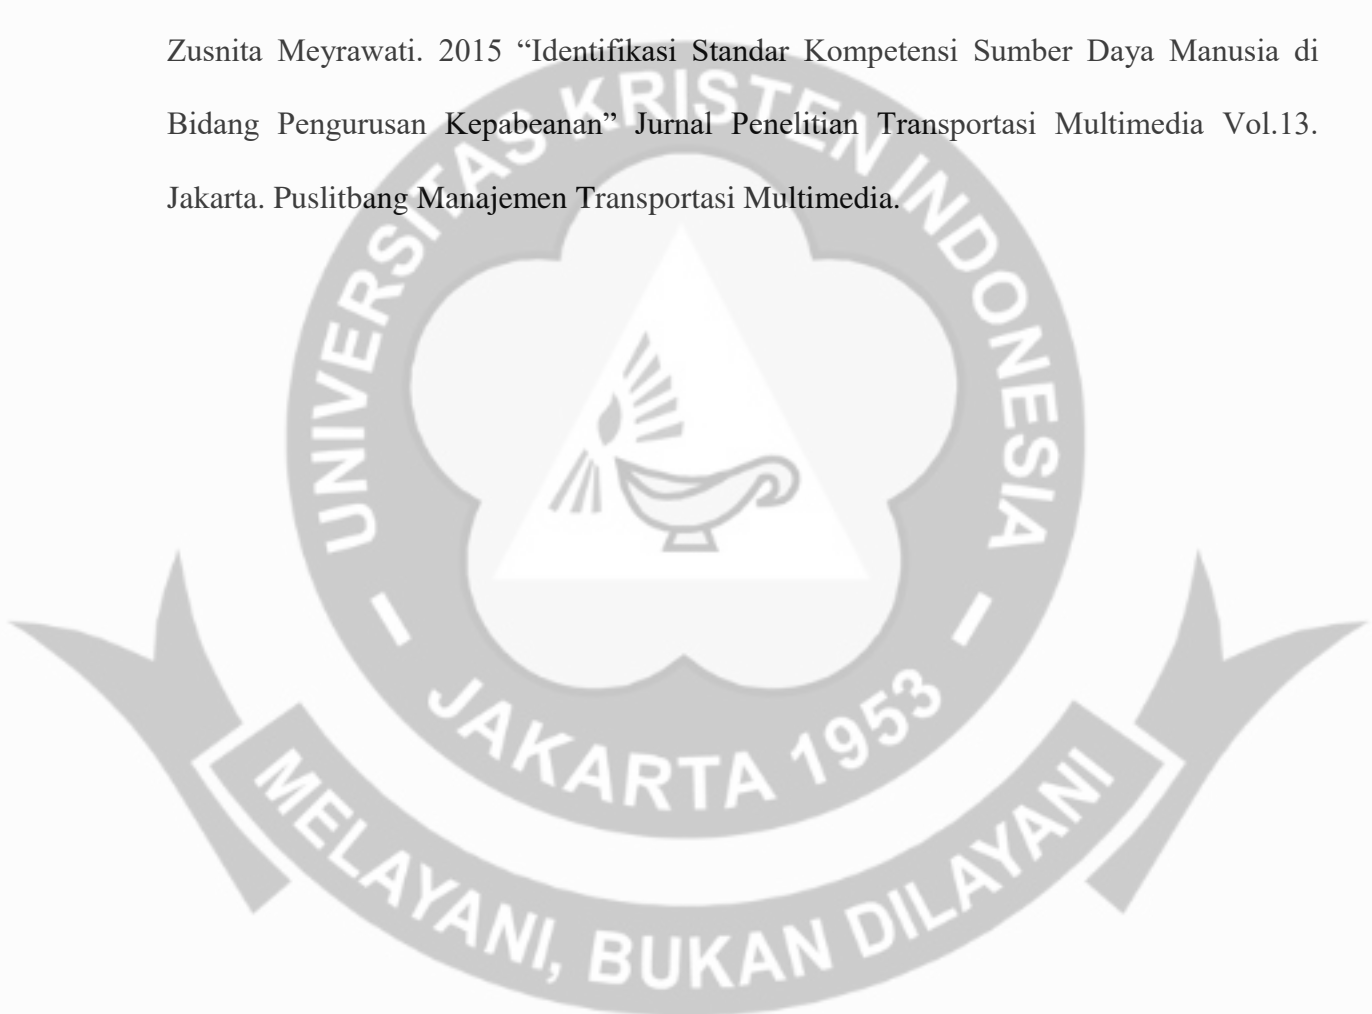 Zusnita Meyrawati. 2015 “Identifikasi Standar Kompetensi Sumber Daya Manusia di
Bidang Pengurusan Kepabeanan” Jurnal Penelitian Transportasi Multimedia Vol.13.
Jakarta. Puslitbang Manajemen Transportasi Multimedia.
UNIVERSITAS KRISTEN INDONESIA
JAKARTA 1953
MELAYANI, BUKAN DILAYANI